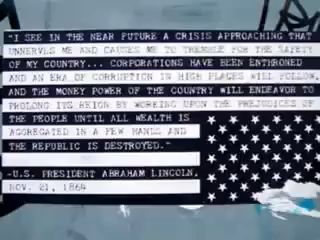 "I SEE IN THE NEAR FUTURE A CRISIS APPROACHING THAT
UNNERVES ME AND CAUSES ME TO TREMBLE FOR THE SAFETY
OF MY COUNTRY... CORPORATIONS HAVE BEEN ENTHRONED
AND AN ERA OF CORRUPTION IN HIGH PLACES WILL FOLLOW,
AND THE MONEY POWER OF THE COUNTRY WILL ENDEAVOR TO
PROLONG ITS REIGN BY WORKING UPON THE PREJUDICES OF
THE PEOPLE UNTIL ALL WEALTH IS
AGGREGATED IN A FEW HANDS AND
THE REPUBLIC IS DESTROYED."
-U.S. PRESIDENT ABRAHAM LINCOLN,
NOV. 21, 1864